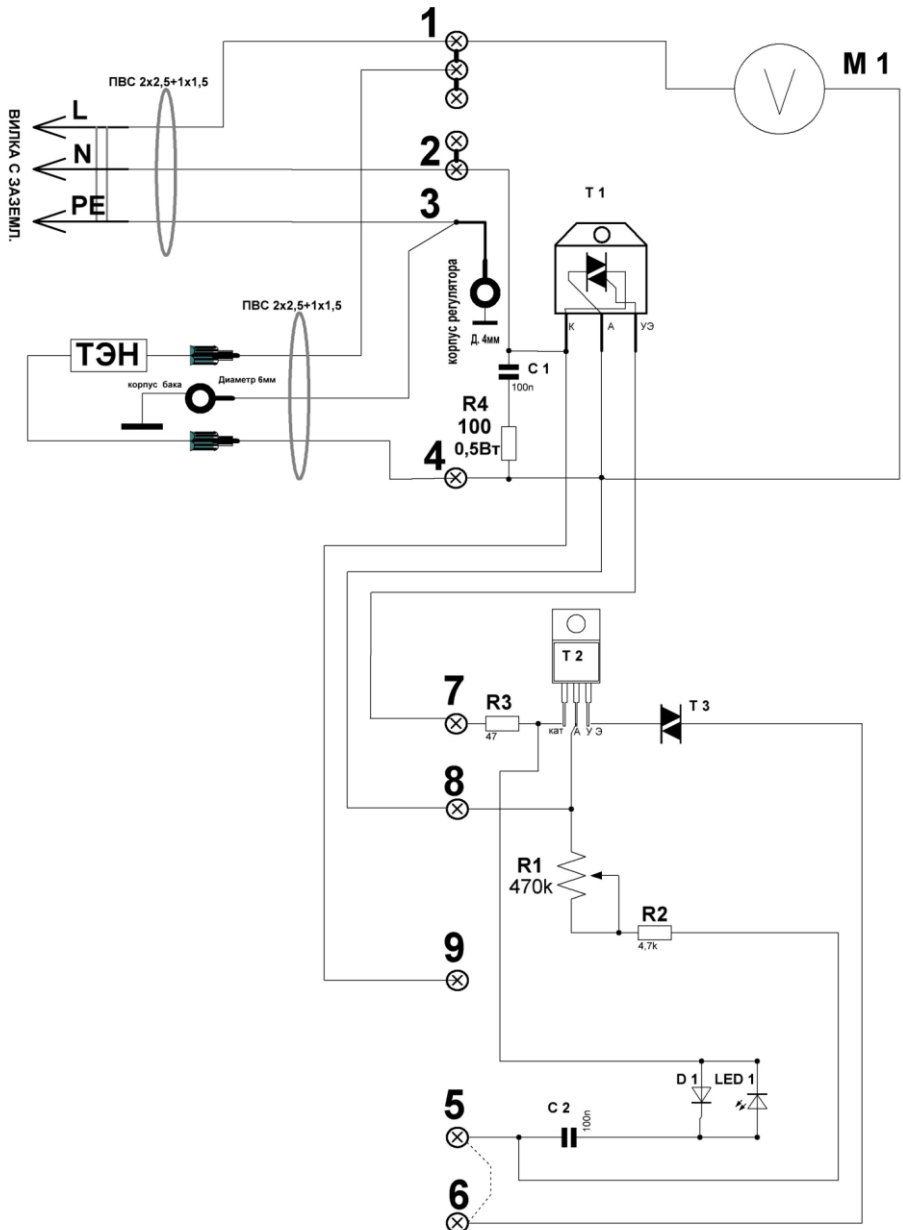 1
ПВС 2х2,5+1х1,5
M 1
V
L
ВИЛКА С ЗАЗЕМЛ.
N
2
PE
3
T 1
корпус регулятора
Д. 4мм
К
А
УЭ
ПВС 2х2,5+1х1,5
ТЭН
корпус бака
Диаметр 6мм
C 1
100n
R4
100
0,5Вт
4
T 2
7
R3
47
кат
А
У Э
T 3
8
R1
470k
R2
4,7k
9
D 1
LED 1
5
C 2
100n
6